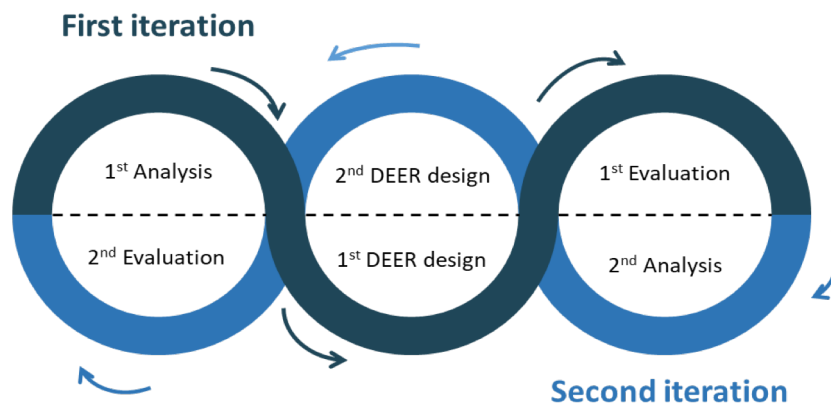 First iteration
1st Analysis
2nd Evaluation
2nd DEER design
1st DEER design
1st Evaluation
2nd Analysis
Second iteration